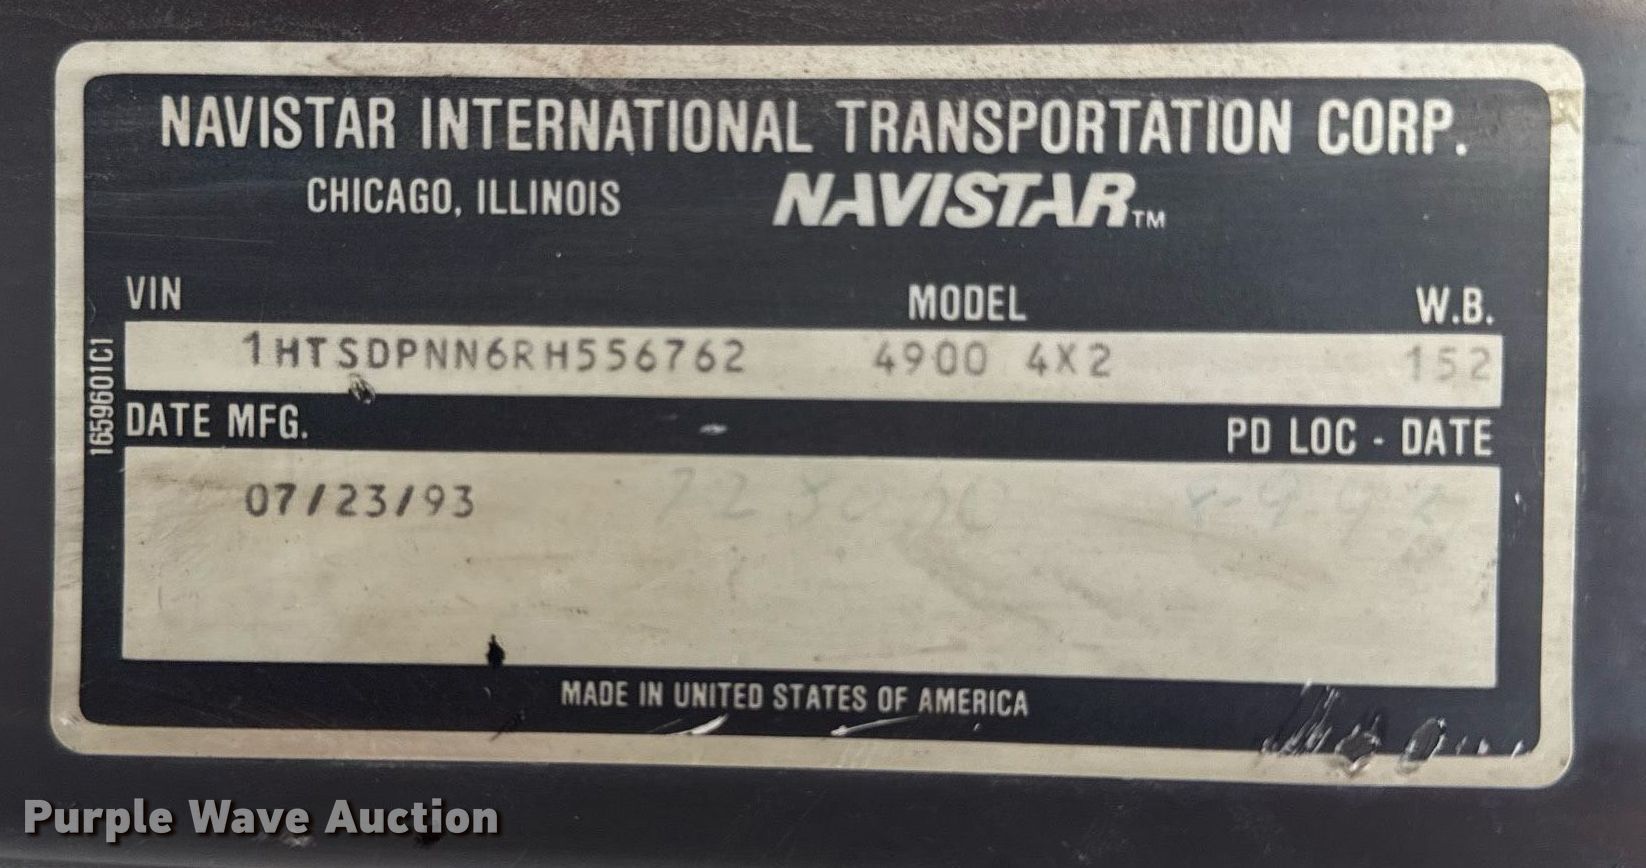 NAVISTAR INTERNATIONAL TRANSPORTATION CORP.
CHICAGO, ILLINOIS NAVISTAR™
VIN MODEL W.B.
1HTSDPNN6RH556762 4900 4X2 152
1659601C1
DATE MFG. PD LOC - DATE
07/23/93
MADE IN UNITED STATES OF AMERICA
Purple Wave Auction